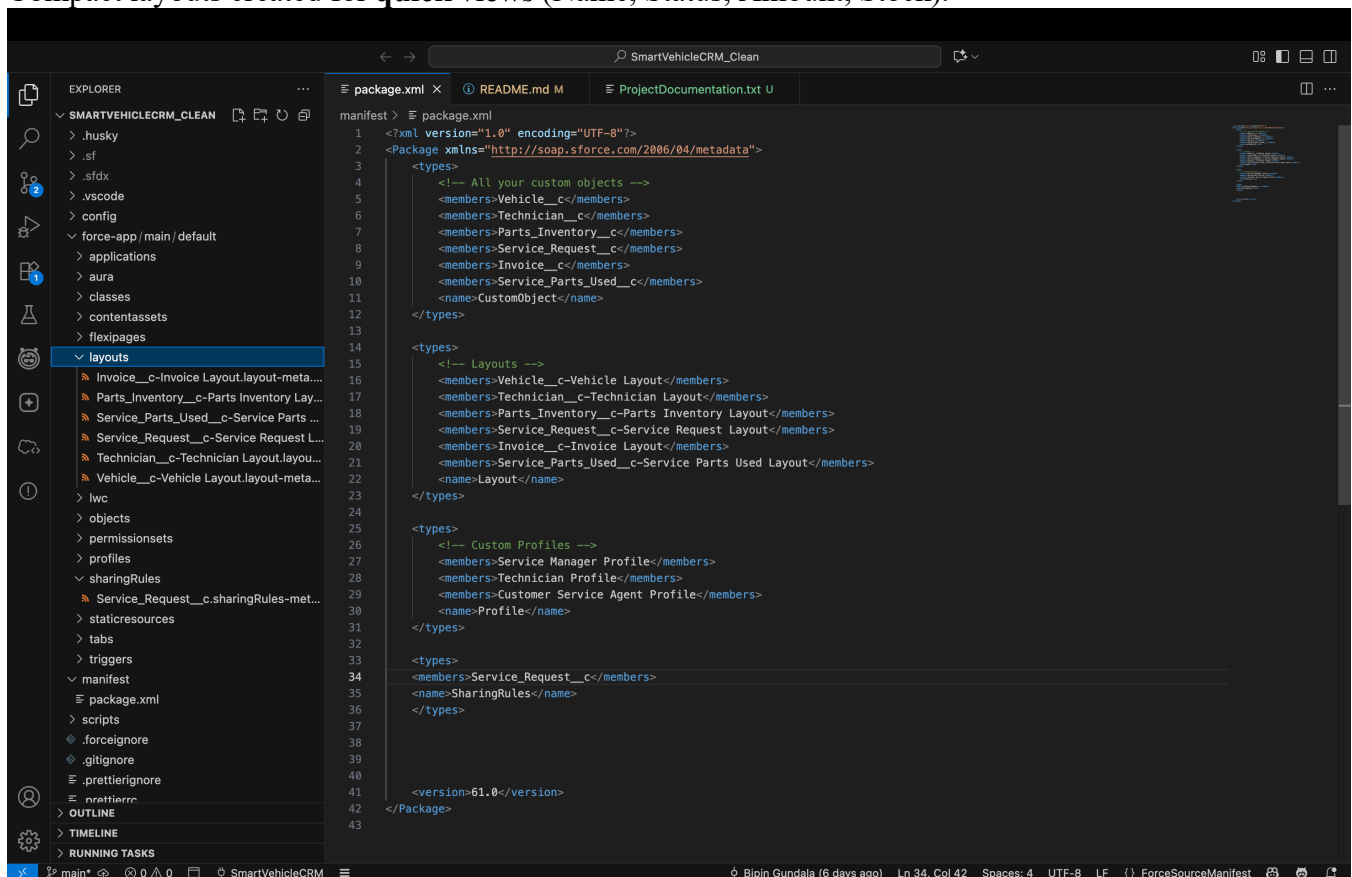 Compact layouts created for quick views (Name, Status, Amount, Stock).
SmartVehicleCRM_Clean
EXPLORER
package.xml
README.md M
ProjectDocumentation.txt U
SMARTVEHICLECRM_CLEAN
.husky
.sf
.sfdx
.vscode
config
force-app/main/default
applications
aura
classes
contentassets
flexipages
layouts
Invoice__c-Invoice Layout.layout-meta....
Parts_Inventory__c-Parts Inventory Lay...
Service_Parts_Used__c-Service Parts ...
Service_Request__c-Service Request L...
Technician__c-Technician Layout.layou...
Vehicle__c-Vehicle Layout.layout-meta...
lwc
objects
permissionsets
profiles
sharingRules
Service_Request__c.sharingRules-met...
staticresources
tabs
triggers
manifest
package.xml
scripts
.forceignore
.gitignore
.prettierignore
.prettierrc
OUTLINE
TIMELINE
RUNNING TASKS
2
1
manifest > package.xml
1 <?xml version="1.0" encoding="UTF-8"?>
2 <Package xmlns="http://soap.sforce.com/2006/04/metadata">
3 <types>
4 <!-- All your custom objects -->
5 <members>Vehicle__c</members>
6 <members>Technician__c</members>
7 <members>Parts_Inventory__c</members>
8 <members>Service_Request__c</members>
9 <members>Invoice__c</members>
10 <members>Service_Parts_Used__c</members>
11 <name>CustomObject</name>
12 </types>
13
14 <types>
15 <!-- Layouts -->
16 <members>Vehicle__c-Vehicle Layout</members>
17 <members>Technician__c-Technician Layout</members>
18 <members>Parts_Inventory__c-Parts Inventory Layout</members>
19 <members>Service_Request__c-Service Request Layout</members>
20 <members>Invoice__c-Invoice Layout</members>
21 <members>Service_Parts_Used__c-Service Parts Used Layout</members>
22 <name>Layout</name>
23 </types>
24
25 <types>
26 <!-- Custom Profiles -->
27 <members>Service Manager Profile</members>
28 <members>Technician Profile</members>
29 <members>Customer Service Agent Profile</members>
30 <name>Profile</name>
31 </types>
32
33 <types>
34 <members>Service_Request__c</members>
35 <name>SharingRules</name>
36 </types>
37
38
39
40
41 <version>61.0</version>
42 </Package>
43
main* 0 0 SmartVehicleCRM
Bipin Gundala (6 days ago) Ln 34, Col 42 Spaces: 4 UTF-8 LF {} ForceSourceManifest